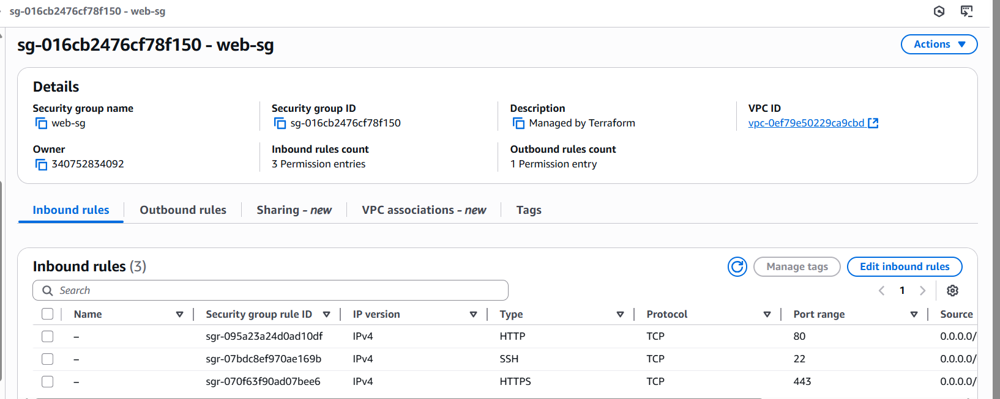 sg-016cb2476cf78f150 - web-sg
sg-016cb2476cf78f150 - web-sg
Actions
Details
Security group name
web-sg
Security group ID
sg-016cb2476cf78f150
Description
Managed by Terraform
VPC ID
vpc-0ef79e50229ca9cbd
Owner
340752834092
Inbound rules count
3 Permission entries
Outbound rules count
1 Permission entry
Inbound rules Outbound rules Sharing - new VPC associations - new Tags
Inbound rules (3)
Manage tags
Edit inbound rules
Search
1
Name Security group rule ID IP version Type Protocol Port range Source
– sgr-095a23a24d0ad10df IPv4 HTTP TCP 80 0.0.0.0/
– sgr-07bdc8ef970ae169b IPv4 SSH TCP 22 0.0.0.0/
– sgr-070f63f90ad07bee6 IPv4 HTTPS TCP 443 0.0.0.0/